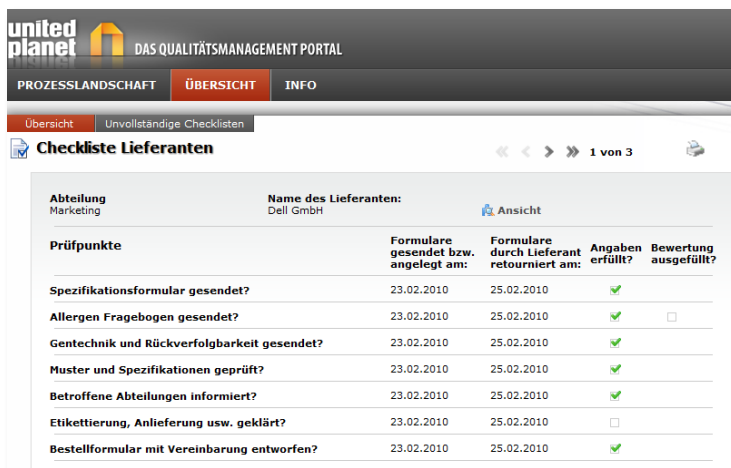 united
planet
DAS QUALITÄTSMANAGEMENT PORTAL
PROZESSLANDSCHAFT ÜBERSICHT INFO
Übersicht Unvollständige Checklisten
Checkliste Lieferanten 1 von 3
Abteilung Name des Lieferanten:
Marketing Dell GmbH Ansicht
Prüfpunkte Formulare gesendet bzw. angelegt am: Formulare durch Lieferant retourniert am: Angaben erfüllt? Bewertung ausgefüllt?
Spezifikationsformular gesendet? 23.02.2010 25.02.2010
Allergen Fragebogen gesendet? 23.02.2010 25.02.2010
Gentechnik und Rückverfolgbarkeit gesendet? 23.02.2010 25.02.2010
Muster und Spezifikationen geprüft? 23.02.2010 25.02.2010
Betroffene Abteilungen informiert? 23.02.2010 25.02.2010
Etikettierung, Anlieferung usw. geklärt? 23.02.2010 25.02.2010
Bestellformular mit Vereinbarung entworfen? 23.02.2010 25.02.2010